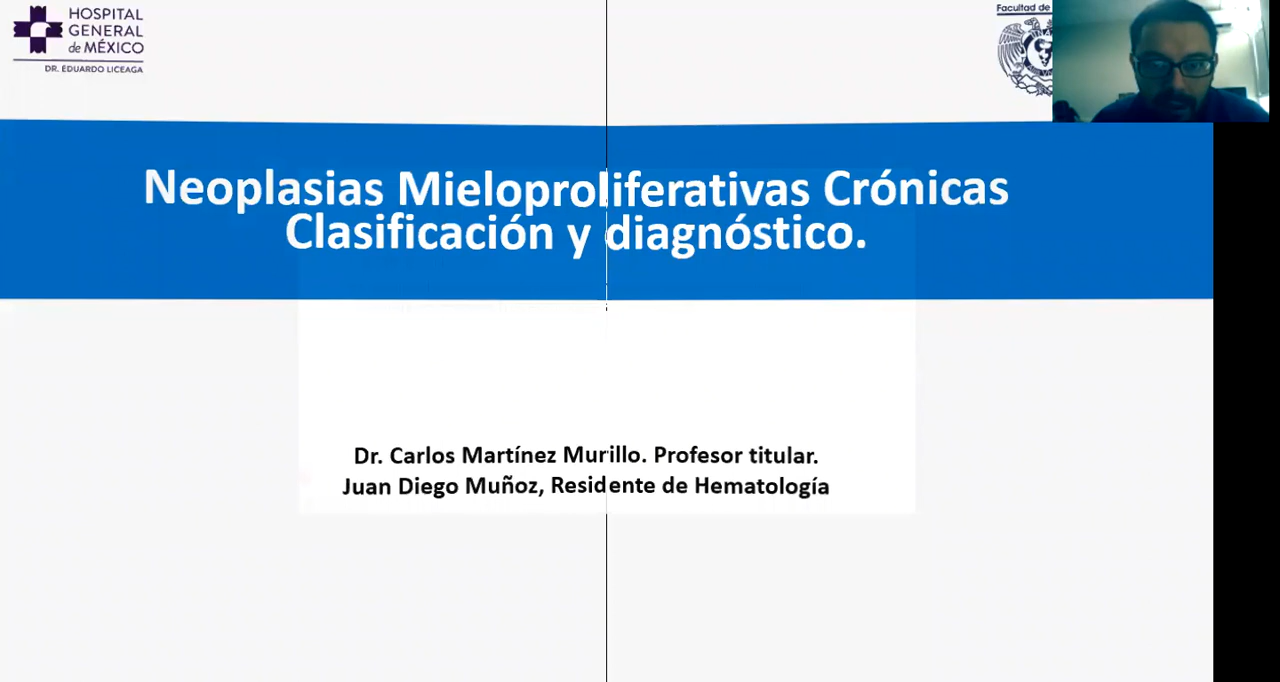 HOSPITAL
GENERAL
de MÉXICO
DR. EDUARDO LICEAGA
Facultad de
Neoplasias Mieloproliferativas Crónicas
Clasificación y diagnóstico.
Dr. Carlos Martínez Murillo. Profesor titular.
Juan Diego Muñoz, Residente de Hematología